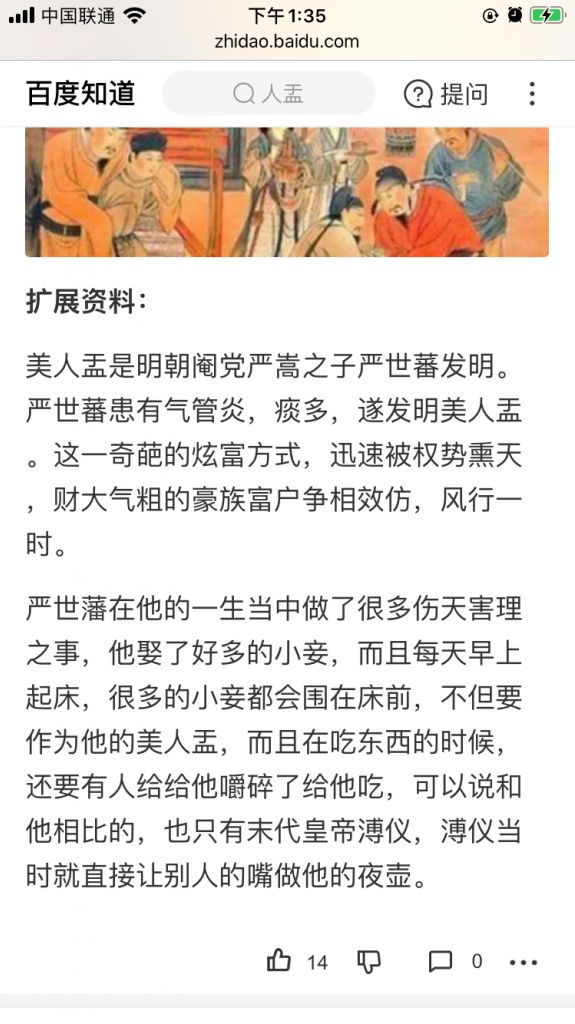 中国联通 下午1:35
zhidao.baidu.com
百度知道 人盂 提问
扩展资料：
美人盂是明朝阉党严嵩之子严世蕃发明。
严世蕃患有气管炎，痰多，遂发明美人盂
。这一奇葩的炫富方式，迅速被权势熏天
，财大气粗的豪族富户争相效仿，风行一
时。
严世藩在他的一生当中做了很多伤天害理
之事，他娶了好多的小妾，而且每天早上
起床，很多的小妾都会围在床前，不但要
作为他的美人盂，而且在吃东西的时候，
还要有人给给他嚼碎了给他吃，可以说和
他相比的，也只有末代皇帝溥仪，溥仪当
时就直接让别人的嘴做他的夜壶。
14 0